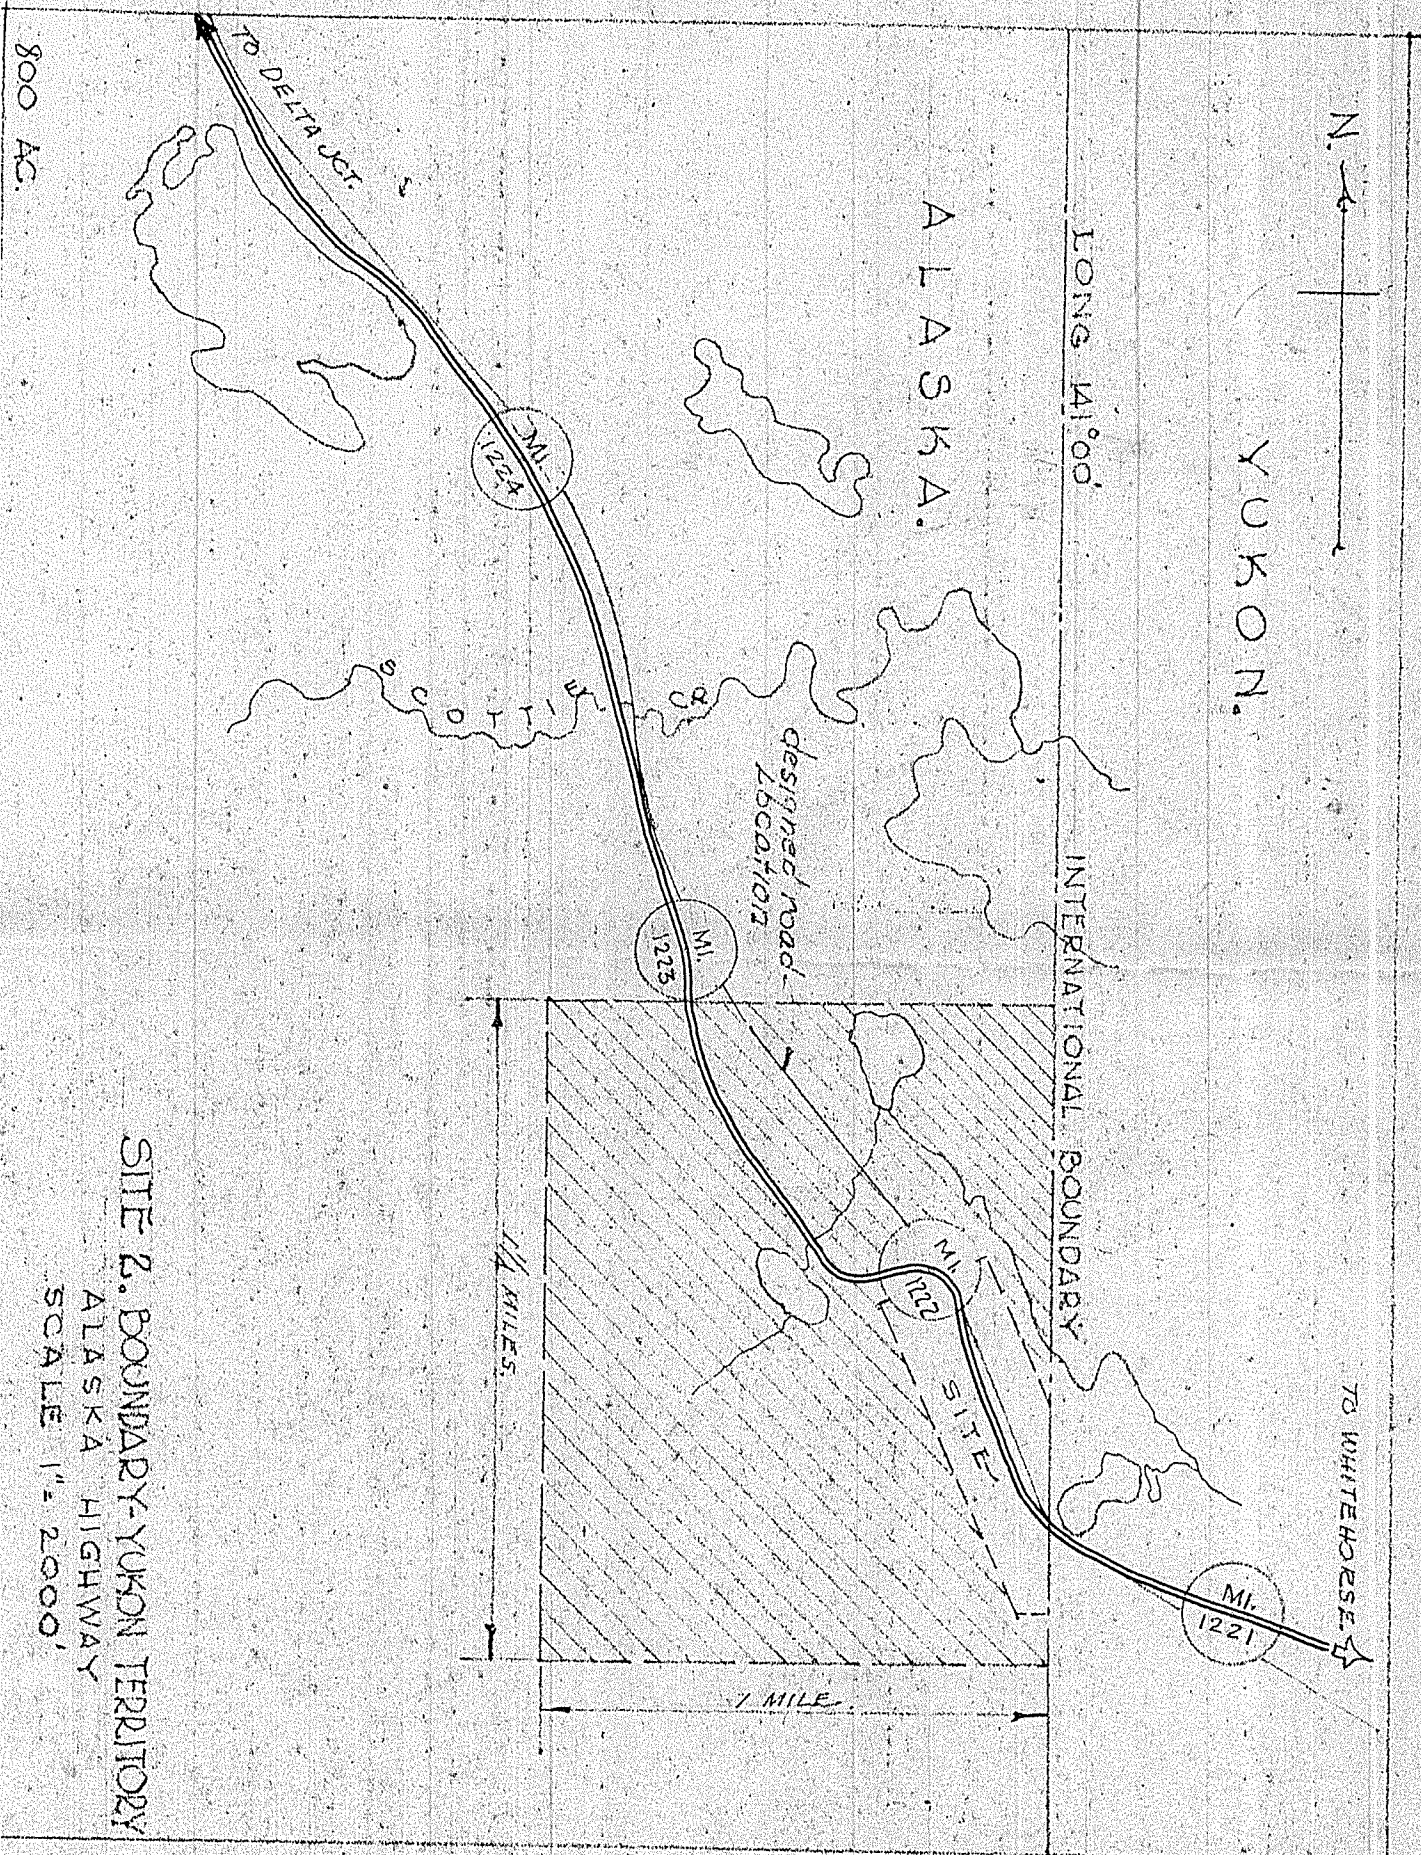 N.
YUKON.
TO WHITEHORSE
LONG 141°00'
INTERNATIONAL BOUNDARY
ALASKA.
TO DELTA JCT.
MI.
1224
SCOTTIE CR
designed road
Location
MI.
1223
MI.
1222
MI.
1221
SITE
1¼ MILES.
1 MILE.
800 AC.
SITE 2. BOUNDARY-YUKON TERRITORY
ALASKA HIGHWAY
SCALE 1"= 2000'